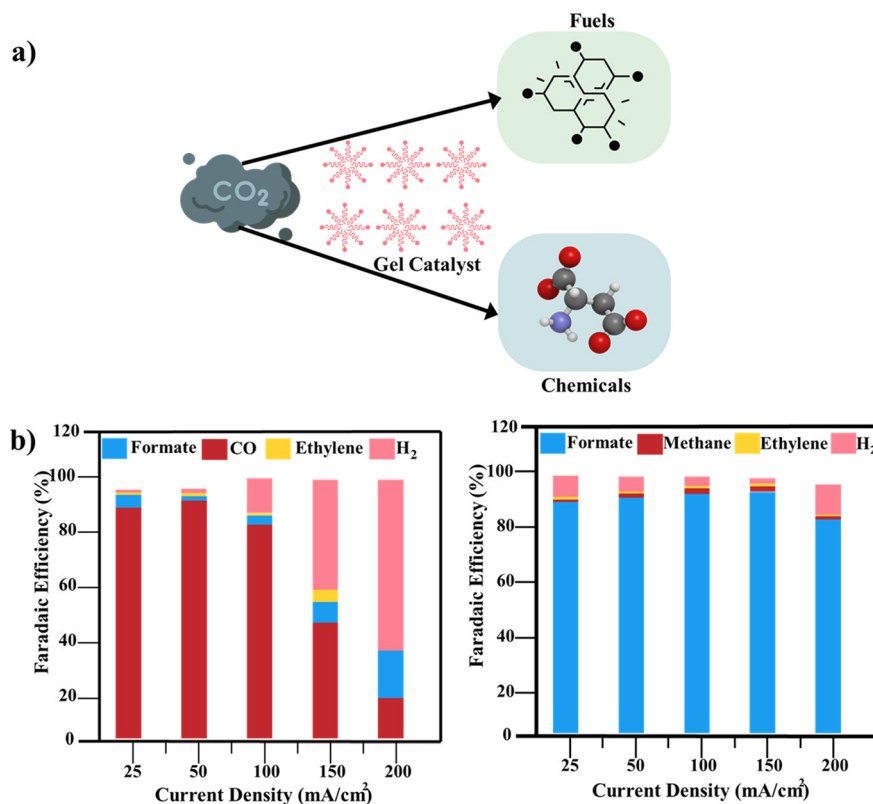 a)
Fuels
CO₂
Gel Catalyst
Chemicals
b)
Formate CO Ethylene H₂
Faradaic Efficiency (%)
120
100
80
60
40
20
0
25 50 100 150 200
Current Density (mA/cm²)
Formate Methane Ethylene H₂
Faradaic Efficiency (%)
120
100
80
60
40
20
0
25 50 100 150 200
Current Density (mA/cm²)